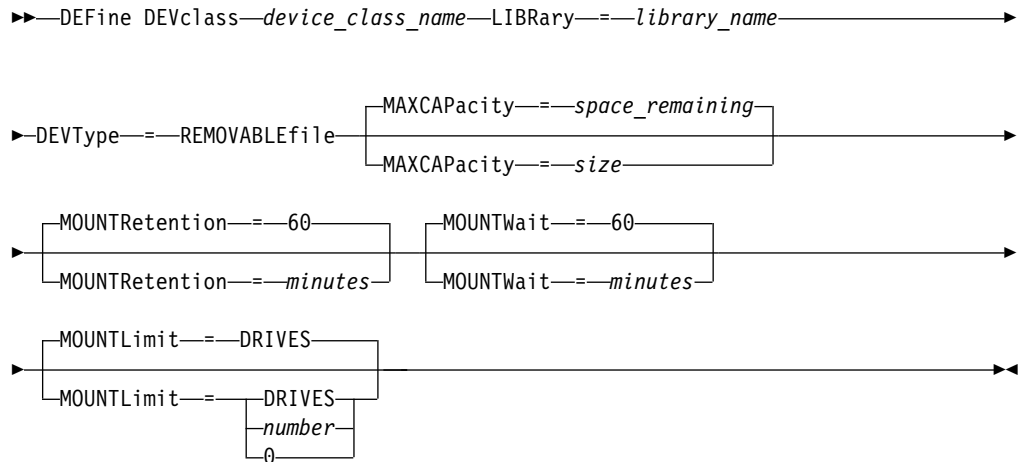 DEFine DEVclass device_class_name LIBRary = library_name
MAXCAPacity = space_remaining
DEVType = REMOVABLEfile
MAXCAPacity = size
MOUNTRetention = 60 MOUNTWait = 60
MOUNTRetention = minutes MOUNTWait = minutes
MOUNTLimit = DRIVES
MOUNTLimit = DRIVES
number
0